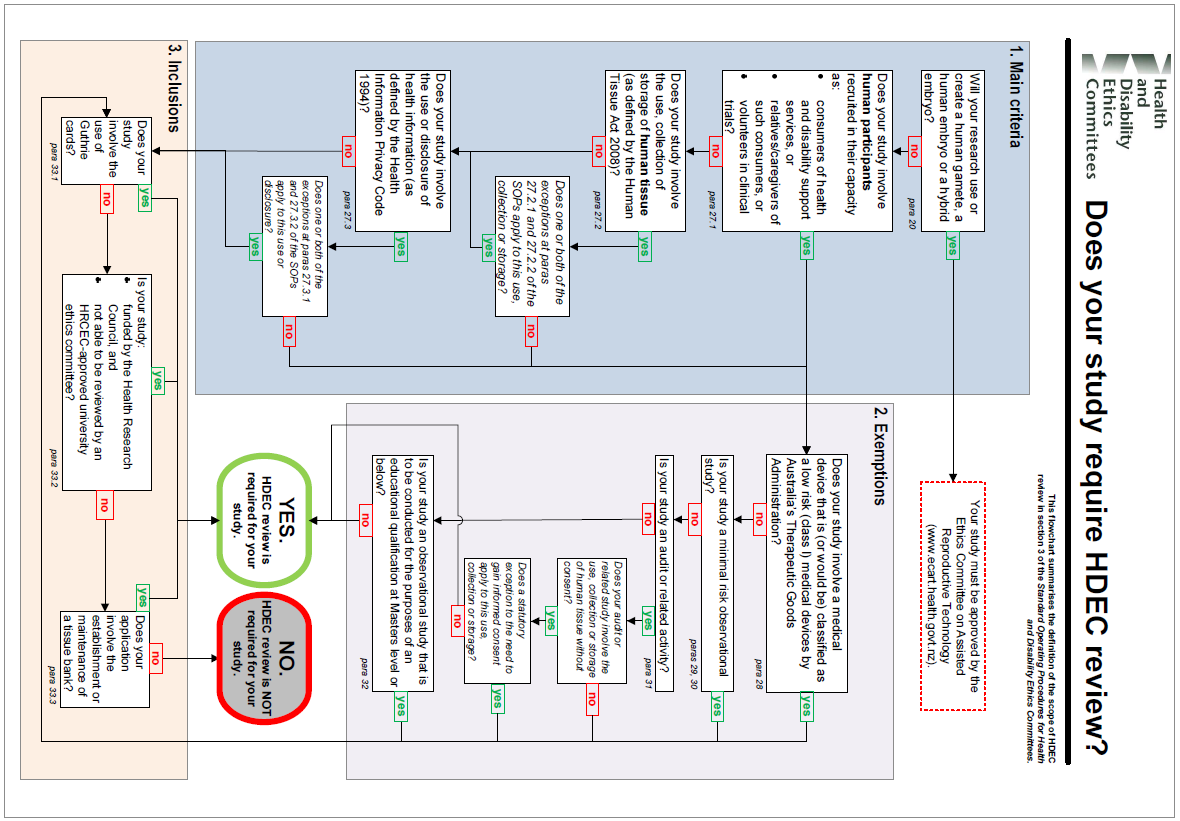 Health
and
Disability
Ethics
Committees
Does your study require HDEC review?
This flowchart summarises the definition of the scope of HDEC
review in section 3 of the Standard Operating Procedures for Health
and Disability Ethics Committees.
1. Main criteria
Will your research use or
create a human gamete, a
human embryo or a hybrid
embryo?
para 20
no
yes
Your study must be approved by the
Ethics Committee on Assisted
Reproductive Technology
(www.ecart.health.govt.nz).
Does your study involve
human participants
recruited in their capacity
as:
• consumers of health
and disability support
services, or
• relatives/caregivers of
such consumers, or
• volunteers in clinical
trials?
para 27.1
no
yes
Does your study involve
the use, collection of
storage of human tissue
(as defined by the Human
Tissue Act 2008)?
para 27.2
no
yes
Does one or both of the
exceptions at paras
27.2.1 and 27.2.2 of the
SOPs apply to this use,
collection or storage?
yes
no
Does your study involve
the use or disclosure of
health information (as
defined by the Health
Information Privacy Code
1994)?
para 27.3
no
yes
Does one or both of the
exceptions at paras 27.3.1
and 27.3.2 of the SOPs
apply to this use or
disclosure?
yes
no
2. Exemptions
Does your study involve a medical
device that is (or would be) classified as
a low risk (class I) medical devices by
Australia's Therapeutic Goods
Administration?
para 28
no
yes
Is your study a minimal risk observational
study?
paras 29, 30
no
yes
Is your study an audit or related activity?
para 31
no
yes
Does your audit or
related study involve the
use, collection or storage
of human tissue without
consent?
yes
no
Does a statutory
exception to the need to
gain informed consent
apply to this use,
collection or storage?
no
yes
Is your study an observational study that is
to be conducted for the purposes of an
educational qualification at Masters level or
below?
para 32
no
yes
YES.
HDEC review is
required for your
study.
NO.
HDEC review is NOT
required for your
study.
3. Inclusions
Does your
study
involve the
use of
Guthrie
cards?
para 33.1
yes
no
Is your study:
• funded by the Health Research
Council, and
• not able to be reviewed by an
HRCEC-approved university
ethics committee?
para 33.2
yes
no
Does your
application
involve the
establishment or
maintenance of
a tissue bank?
para 33.3
yes
no